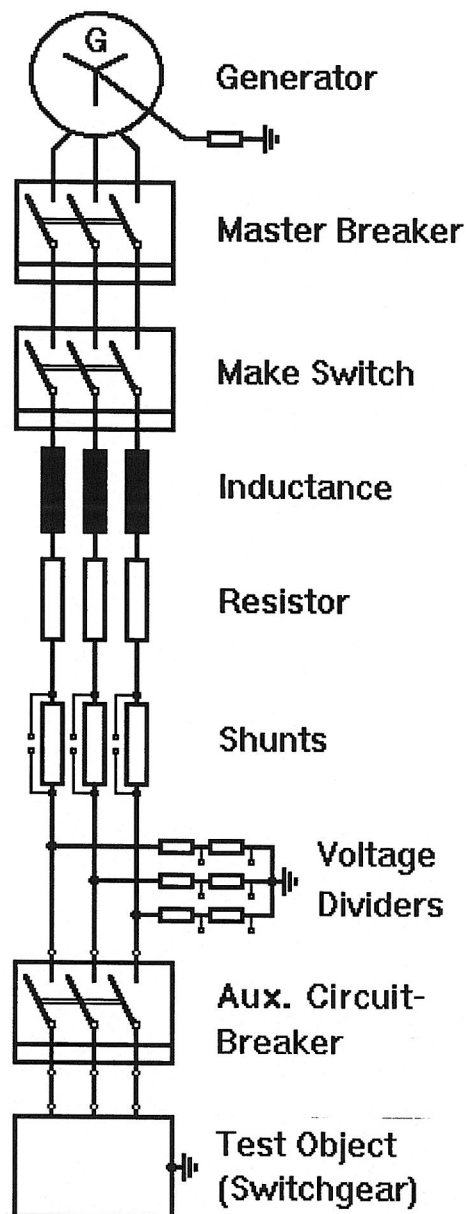 G
Generator
Master Breaker
Make Switch
Inductance
Resistor
Shunts
Voltage
Dividers
Aux. Circuit-
Breaker
Test Object
(Switchgear)